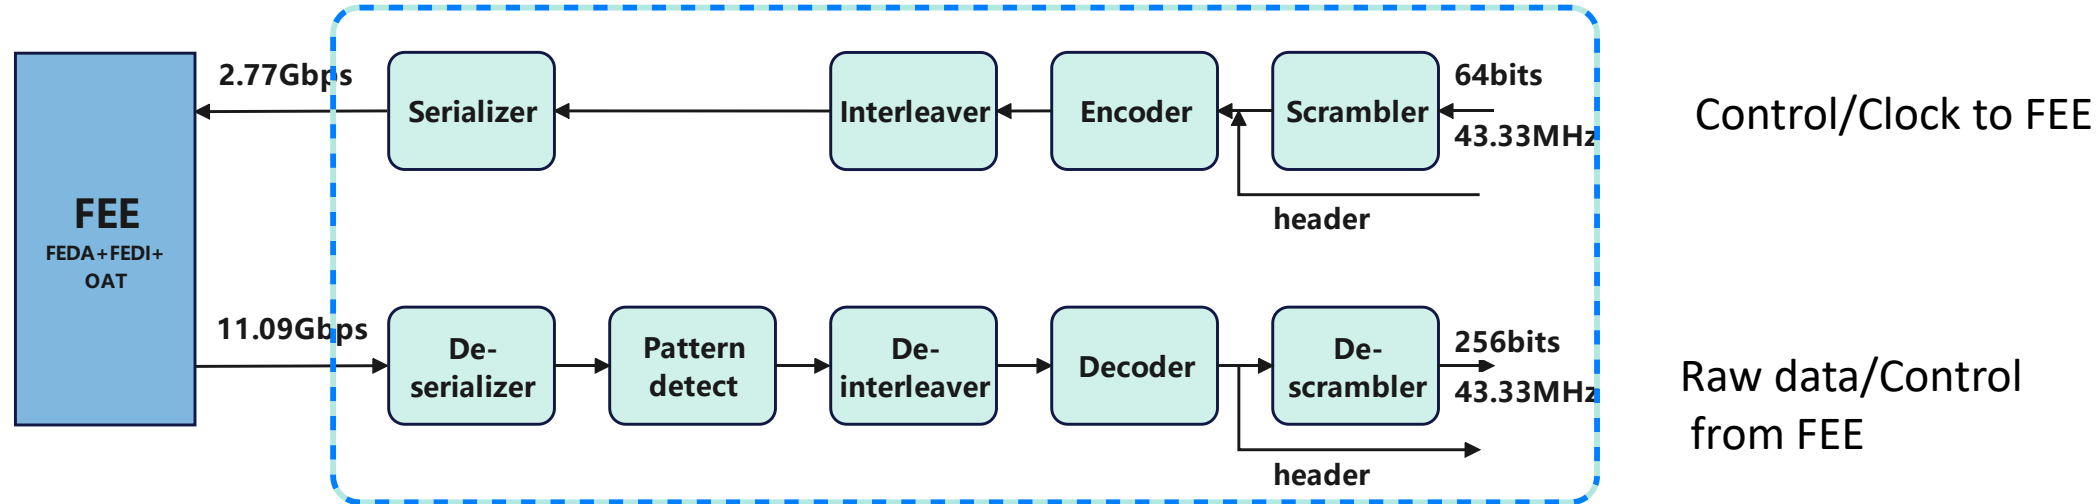 2.77Gbps
Serializer
Interleaver
Encoder
Scrambler
64bits
43.33MHz
Control/Clock to FEE
header
FEE
FEDA+FEDI+
OAT
11.09Gbps
De-
serializer
Pattern
detect
De-
interleaver
Decoder
De-
scrambler
256bits
43.33MHz
Raw data/Control
from FEE
header